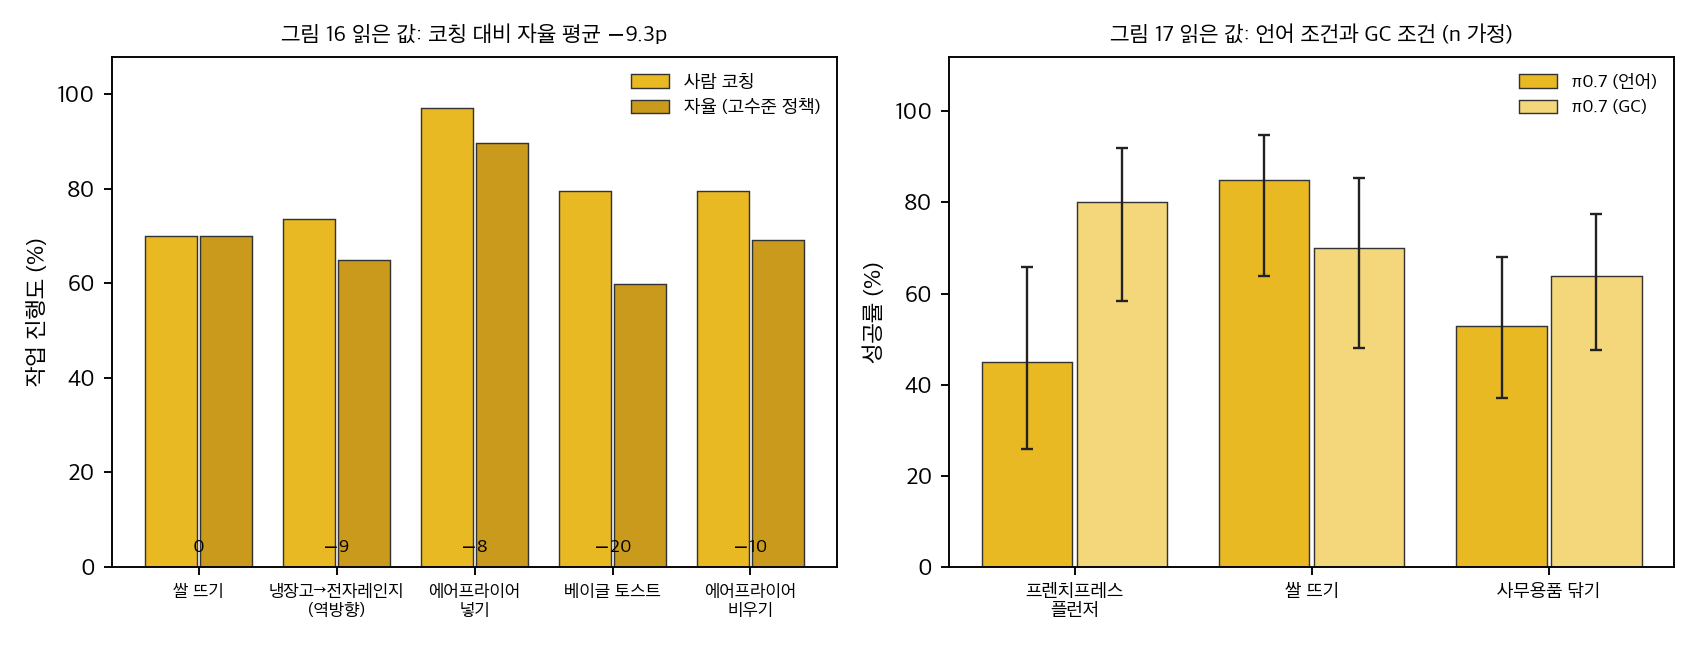 그림 16 읽은 값: 코칭 대비 자율 평균 −9.3p
사람 코칭
자율 (고수준 정책)
작업 진행도 (%)
100
80
60
40
20
0
0
−9
−8
−20
−10
쌀 뜨기
냉장고→전자레인지
(역방향)
에어프라이어
넣기
베이글 토스트
에어프라이어
비우기
그림 17 읽은 값: 언어 조건과 GC 조건 (n 가정)
π0.7 (언어)
π0.7 (GC)
성공률 (%)
100
80
60
40
20
0
프렌치프레스
플런저
쌀 뜨기
사무용품 닦기